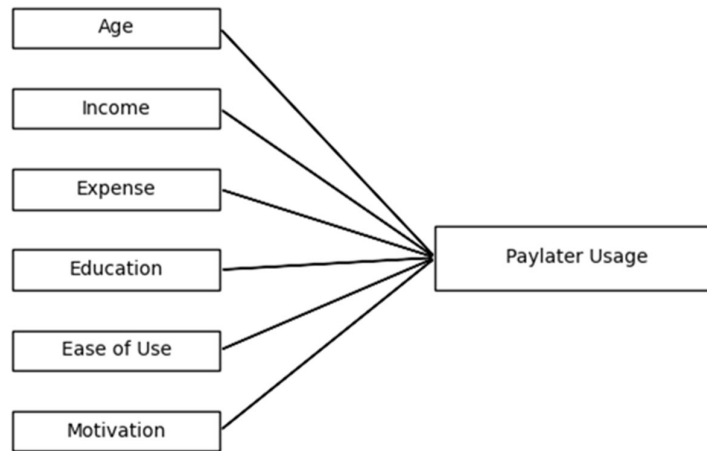 Age
Income
Expense
Education
Ease of Use
Motivation
Paylater Usage